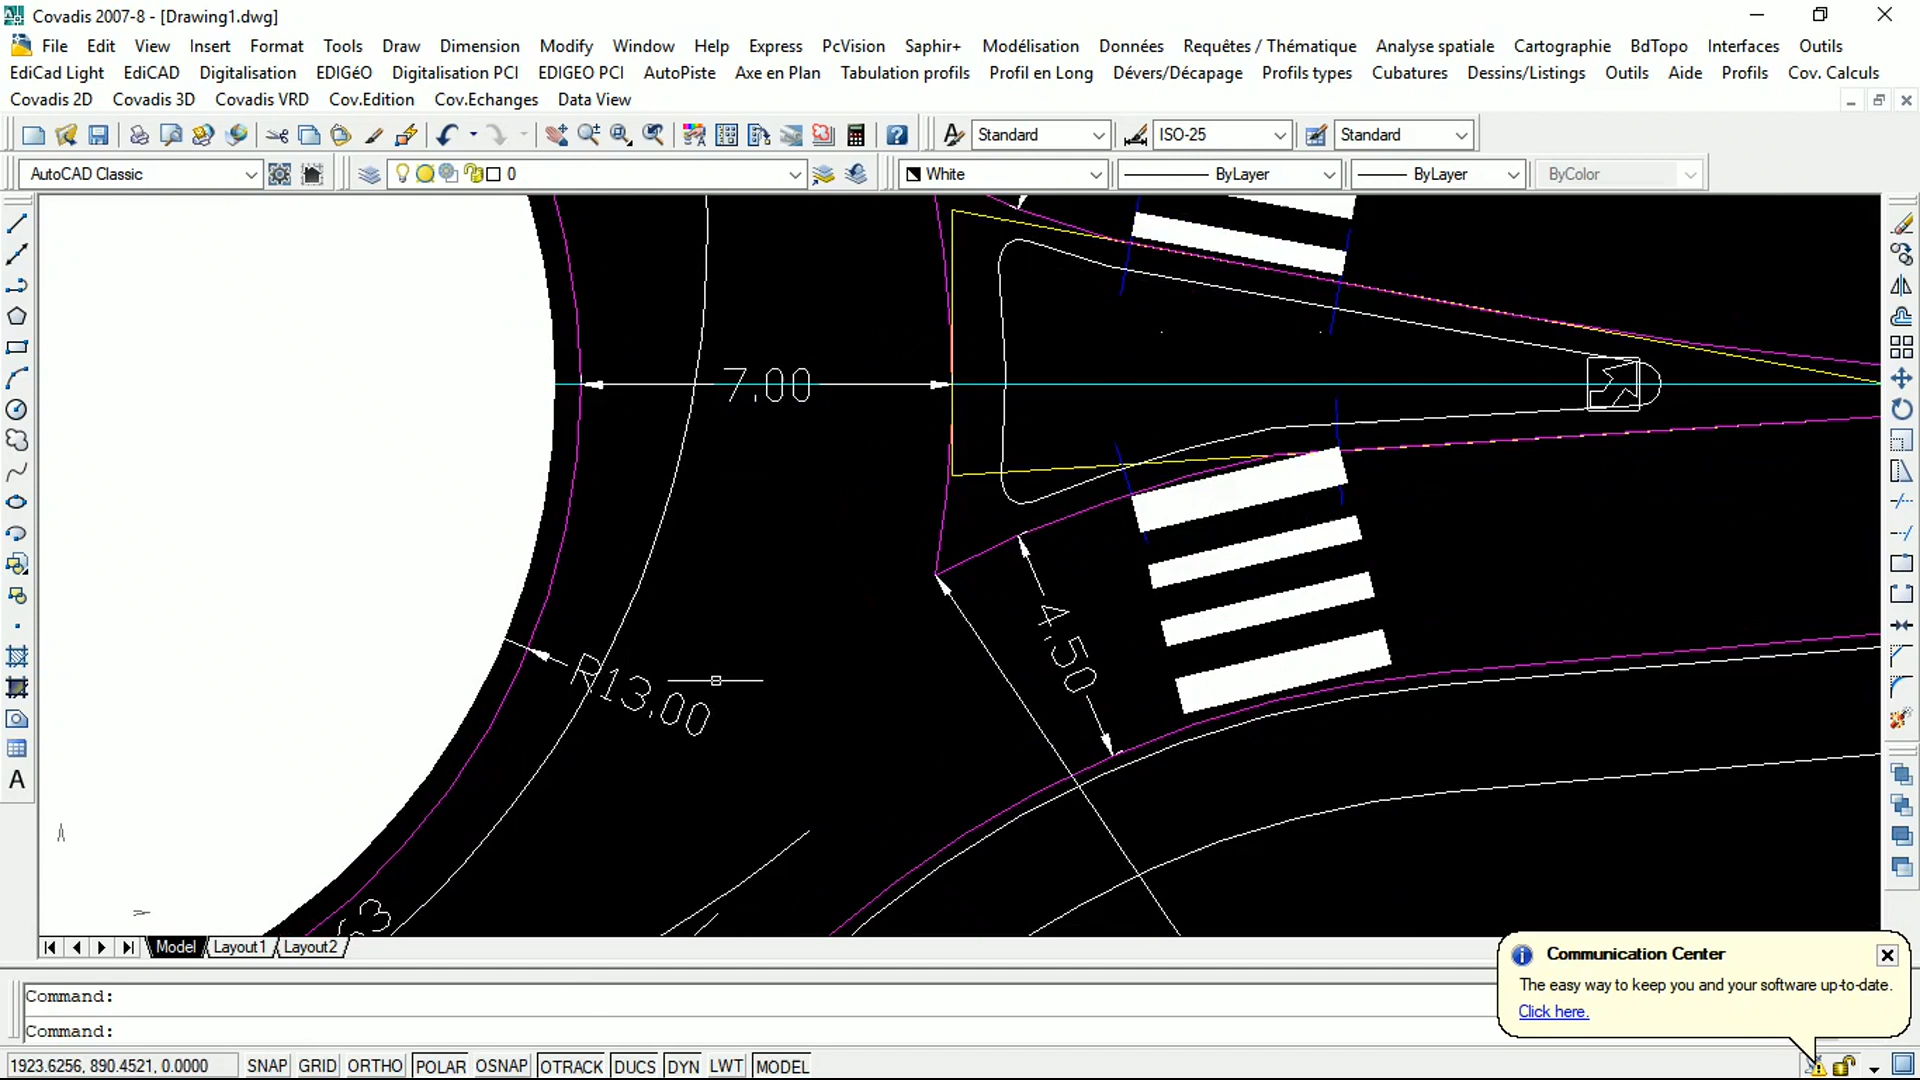 Covadis 2007-8 - [Drawing1.dwg]
File Edit View Insert Format Tools Draw Dimension Modify Window Help Express PcVision Saphir+ Modélisation Données Requêtes / Thématique Analyse spatiale Cartographie BdTopo Interfaces Outils
EdiCad Light EdiCAD Digitalisation EDIGéO Digitalisation PCI EDIGEO PCI AutoPiste Axe en Plan Tabulation profils Profil en Long Dévers/Décapage Profils types Cubatures Dessins/Listings Outils Aide Profils Cov. Calculs
Covadis 2D Covadis 3D Covadis VRD Cov.Edition Cov.Echanges Data View
Standard ISO-25 Standard
AutoCAD Classic 0 White ByLayer ByLayer ByColor
7,00
4,50
R13,00
Model Layout1 Layout2
Communication Center
The easy way to keep you and your software up-to-date.
Click here.
Command:
Command:
1923.6256, 890.4521, 0.0000 SNAP GRID ORTHO POLAR OSNAP OTRACK DUCS DYN LWT MODEL